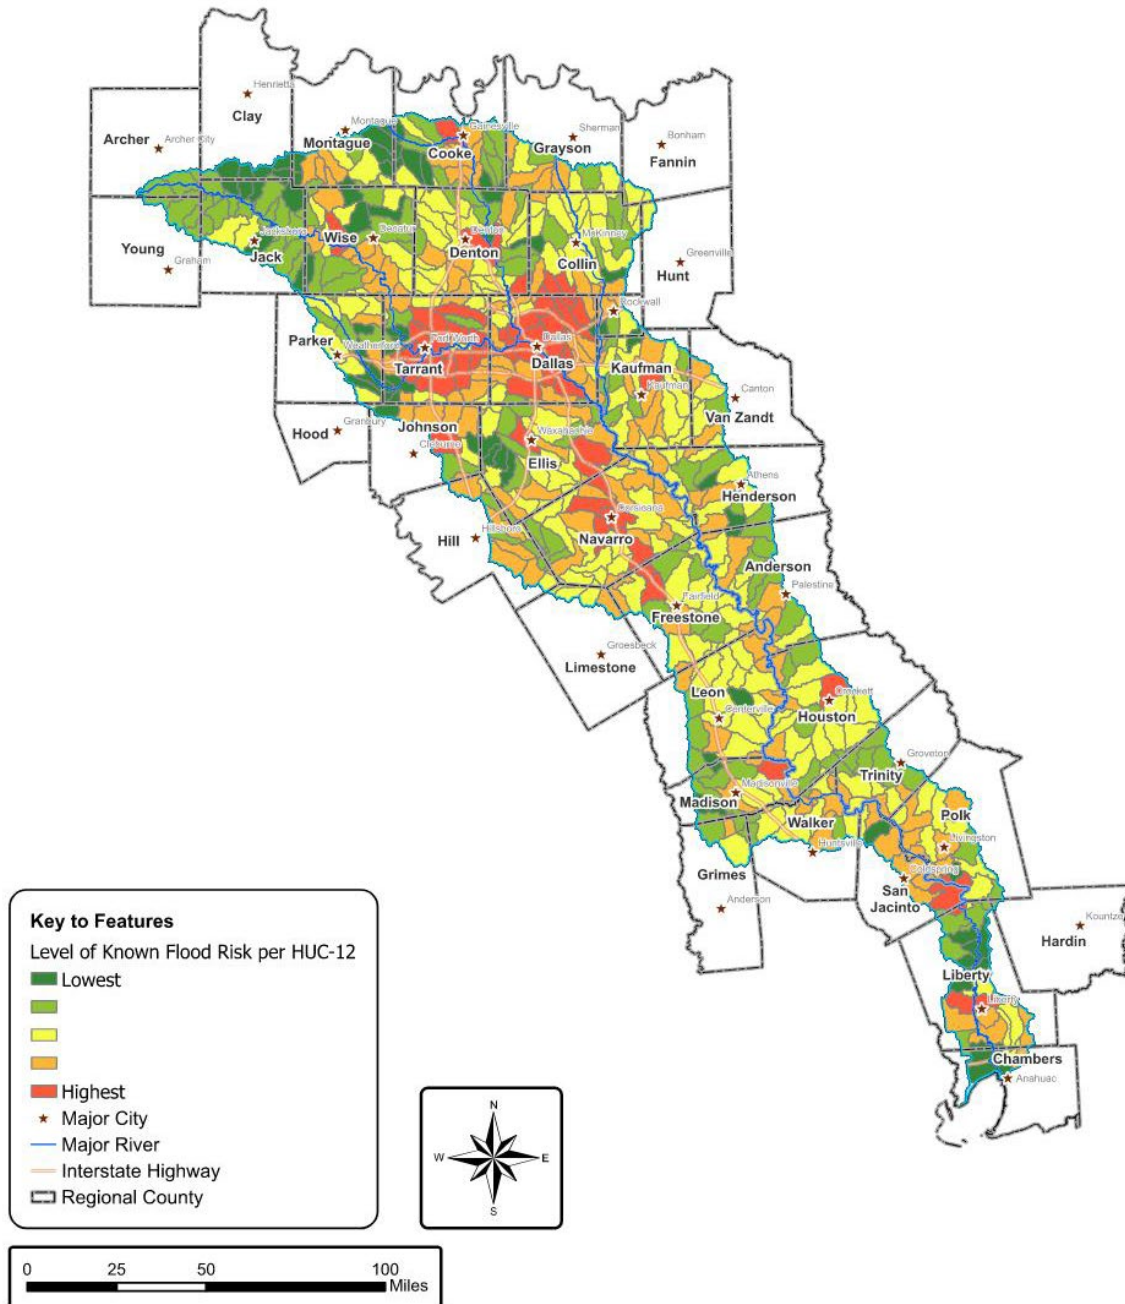 Henrietta
Clay
Archer
Archer City
Montague
Montague
Gainesville
Cooke
Sherman
Grayson
Bonham
Fannin
Young
Graham
Jacksboro
Jack
Wise
Decatur
Denton
Denton
McKinney
Collin
Greenville
Hunt
Rockwall
Parker
Weatherford
Fort Worth
Tarrant
Dallas
Dallas
Kaufman
Kaufman
Canton
Van Zandt
Hood
Granbury
Johnson
Cleburne
Waxahachie
Ellis
Athens
Henderson
Hill
Hillsboro
Corsicana
Navarro
Anderson
Palestine
Fairfield
Freestone
Groesbeck
Limestone
Leon
Centerville
Crockett
Houston
Groveton
Trinity
Madison
Madisonville
Walker
Huntsville
Polk
Livingston
Grimes
Anderson
Coldspring
San
Jacinto
Kountze
Hardin
Liberty
Liberty
Chambers
Anahuac
Key to Features
Level of Known Flood Risk per HUC-12
Lowest
Highest
Major City
Major River
Interstate Highway
Regional County
N
W E
S
0 25 50 100
Miles